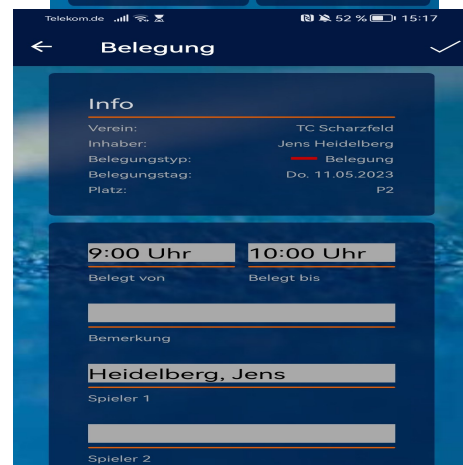 Telekom.de 52 % 15:17
Belegung
Info
Verein: TC Scharzfeld
Inhaber: Jens Heidelberg
Belegungstyp: Belegung
Belegungstag: Do. 11.05.2023
Platz: P2
9:00 Uhr 10:00 Uhr
Belegt von Belegt bis
Bemerkung
Heidelberg, Jens
Spieler 1
Spieler 2